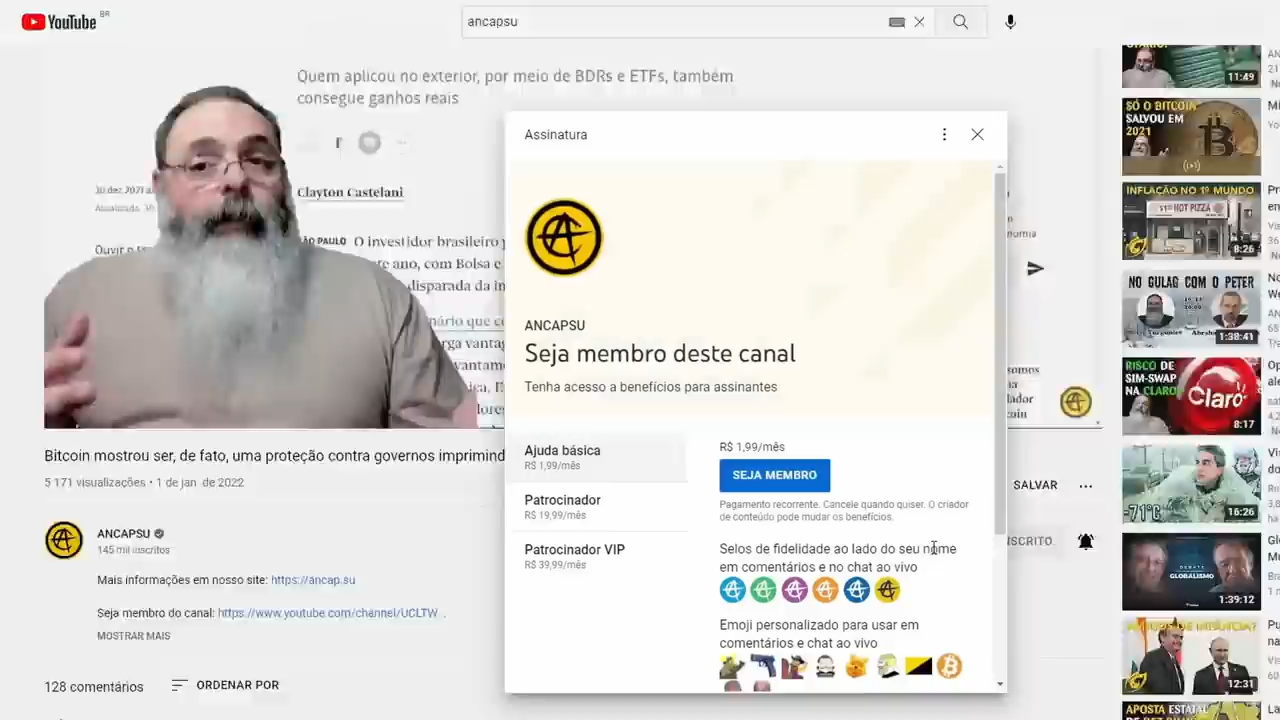 YouTube BR
ancapsu
Quem aplicou no exterior, por meio de BDRs e ETFs, também
consegue ganhos reais
Clayton Castelani
30.dez.2021
SÃO PAULO O investidor brasileiro
Assinatura
ANCAPSU
Seja membro deste canal
Tenha acesso a benefícios para assinantes
Ajuda básica
R$ 1,99/mês
Patrocinador
R$ 19,99/mês
Patrocinador VIP
R$ 39,99/mês
R$ 1,99/mês
SEJA MEMBRO
Pagamento recorrente. Cancele quando quiser. O criador
de conteúdo pode mudar os benefícios.
Selos de fidelidade ao lado do seu nome
em comentários e no chat ao vivo
Emoji personalizado para usar em
comentários e chat ao vivo
Bitcoin mostrou ser, de fato, uma proteção contra governos imprimind
5 171 visualizações • 1 de jan. de 2022
SALVAR
ANCAPSU
145 mil inscritos
Mais informações em nosso site: https://ancap.su
Seja membro do canal: https://www.youtube.com/channel/UCLTW...
MOSTRAR MAIS
128 comentários
ORDENAR POR
11:49
SÓ O BITCOIN
SALVOU EM
2021
INFLAÇÃO NO 1º MUNDO
HOT PIZZA
8:26
NO GULAG COM O PETER
1:38:41
RISCO DE
SIM-SWAP
NA CLARO
Claro
8:17
-71°C
16:26
DEBATE
GLOBALISMO
1:39:12
12:31
APOSTA ESTATAL